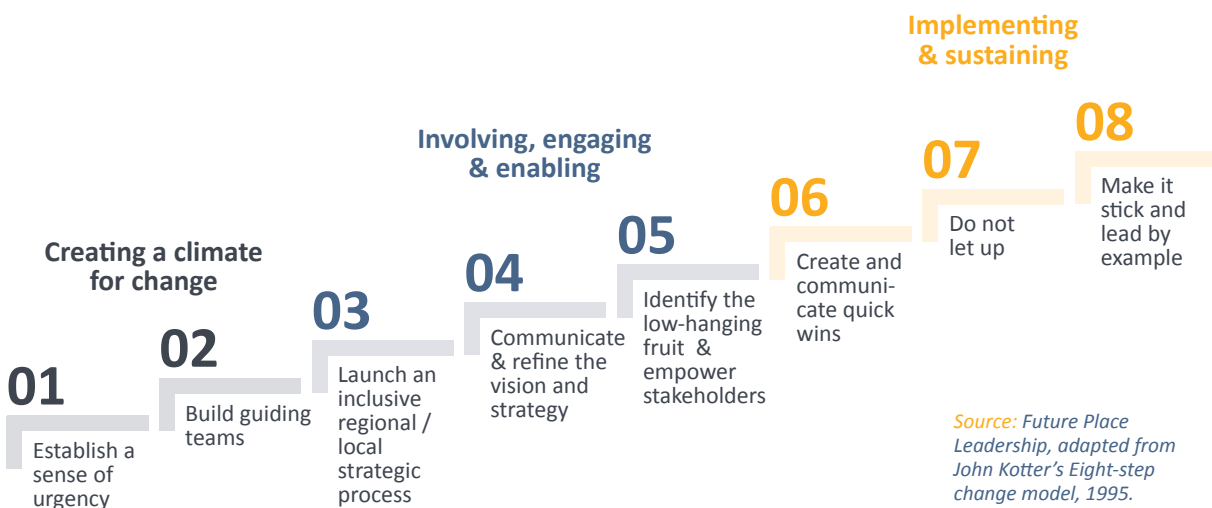 Creating a climate
for change
01
Establish a
sense of
urgency
02
Build guiding
teams
Involving, engaging
& enabling
03
Launch an
inclusive
regional /
local
strategic
process
04
Communicate
& refine the
vision and
strategy
05
Identify the
low-hanging
fruit &
empower
stakeholders
Implementing
& sustaining
06
Create and
communi-
cate quick
wins
07
Do not
let up
08
Make it
stick and
lead by
example
Source: Future Place
Leadership, adapted from
John Kotter's Eight-step
change model, 1995.